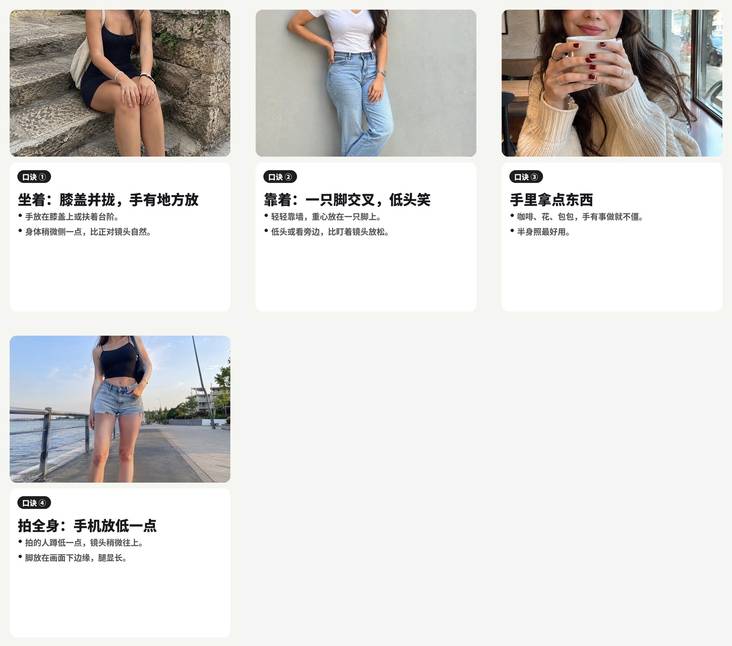 口诀 ①
坐着：膝盖并拢，手有地方放
• 手放在膝盖上或扶着台阶。
• 身体稍微侧一点，比正对镜头自然。
口诀 ②
靠着：一只脚交叉，低头笑
• 轻轻靠墙，重心放在一只脚上。
• 低头或看旁边，比盯着镜头放松。
口诀 ③
手里拿点东西
• 咖啡、花、包包，手有事做就不僵。
• 半身照最好用。
口诀 ④
拍全身：手机放低一点
• 拍的人蹲低一点，镜头稍微往上。
• 脚放在画面下边缘，腿显长。